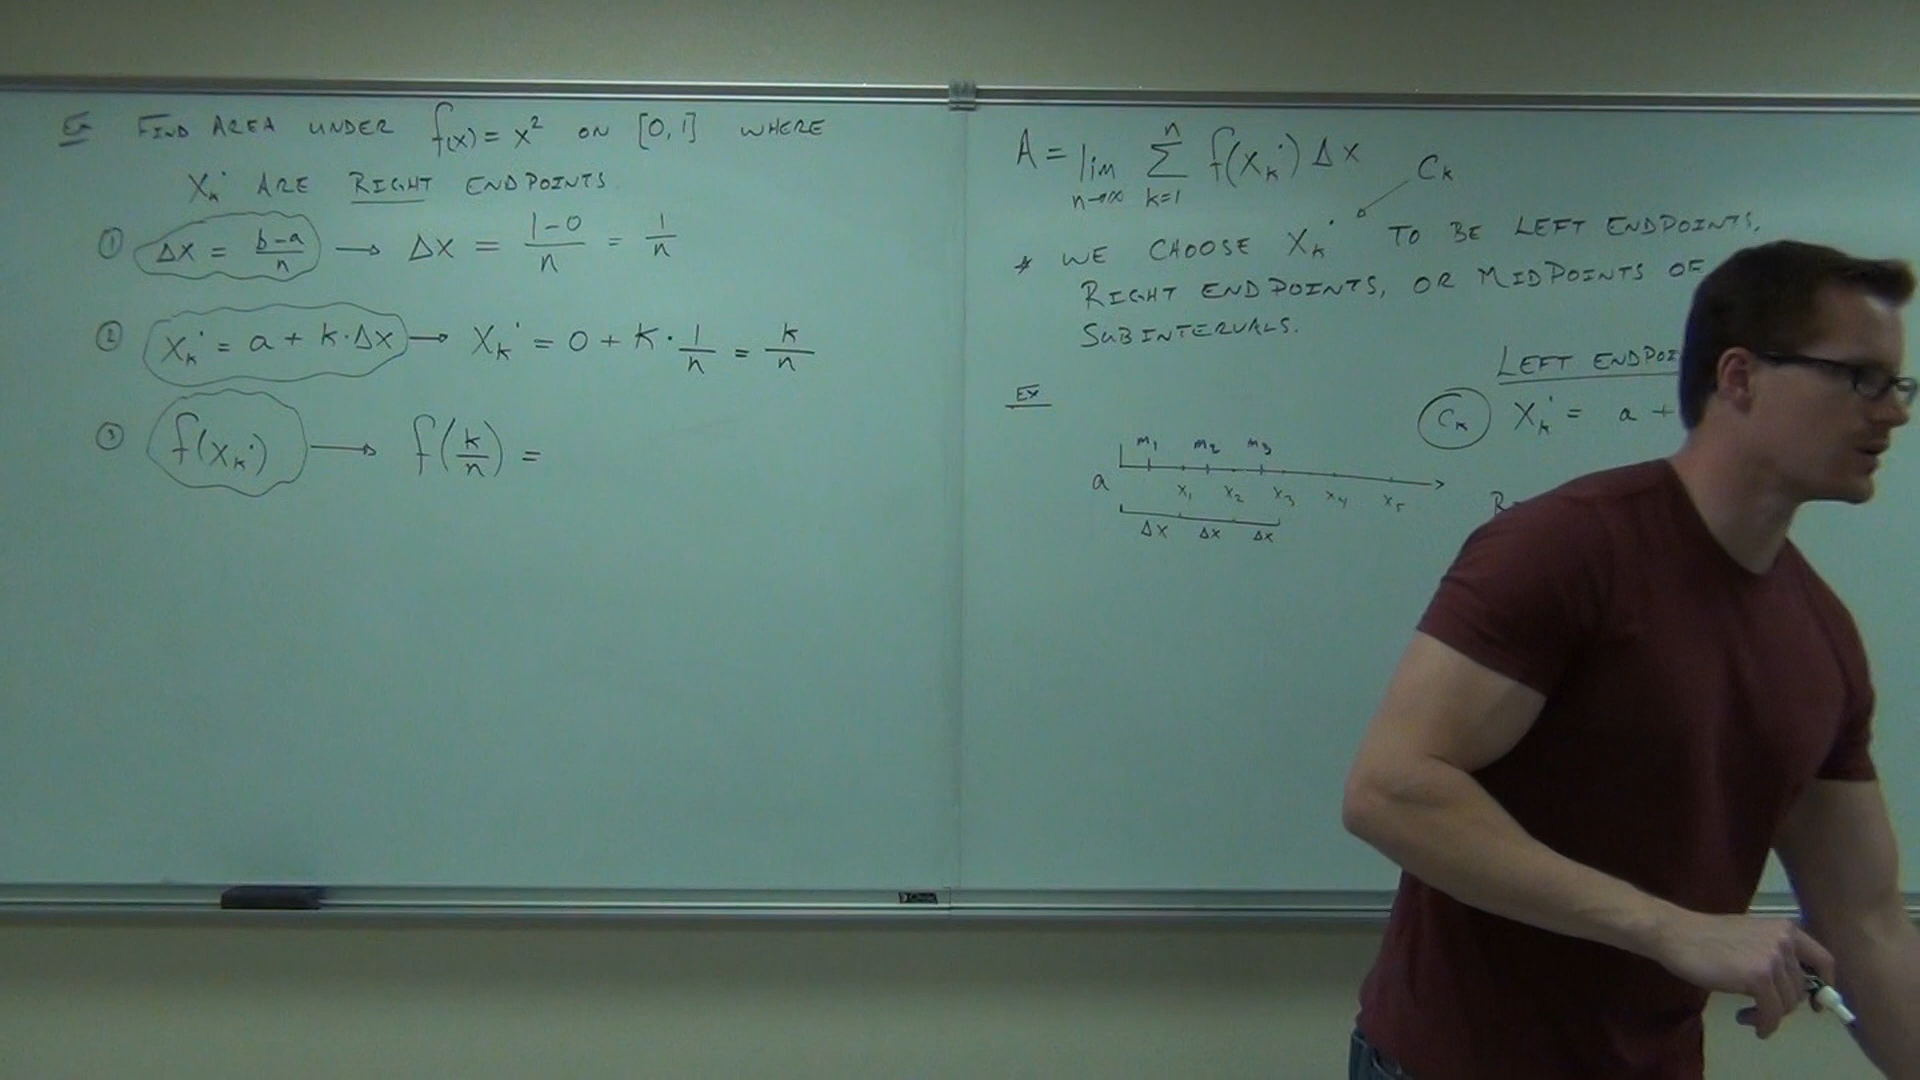 Ex FIND AREA UNDER f(x) = x² ON [0,1] WHERE
Xₖ* ARE RIGHT ENDPOINTS
① Δx = (b-a)/n → Δx = (1-0)/n = 1/n
② Xₖ* = a + k·Δx → Xₖ* = 0 + k·1/n = k/n
③ f(Xₖ*) → f(k/n) =
A = lim n→∞ Σ k=1 n f(Xₖ*) Δx
Cₖ
* WE CHOOSE Xₖ* TO BE LEFT ENDPOINTS,
RIGHT ENDPOINTS, OR MIDPOINTS OF
SUBINTERVALS.
LEFT ENDPOI
Cₖ Xₖ* = a +
EX
m₁ m₂ m₃
a x₁ x₂ x₃ x₄ x₅
Δx Δx Δx